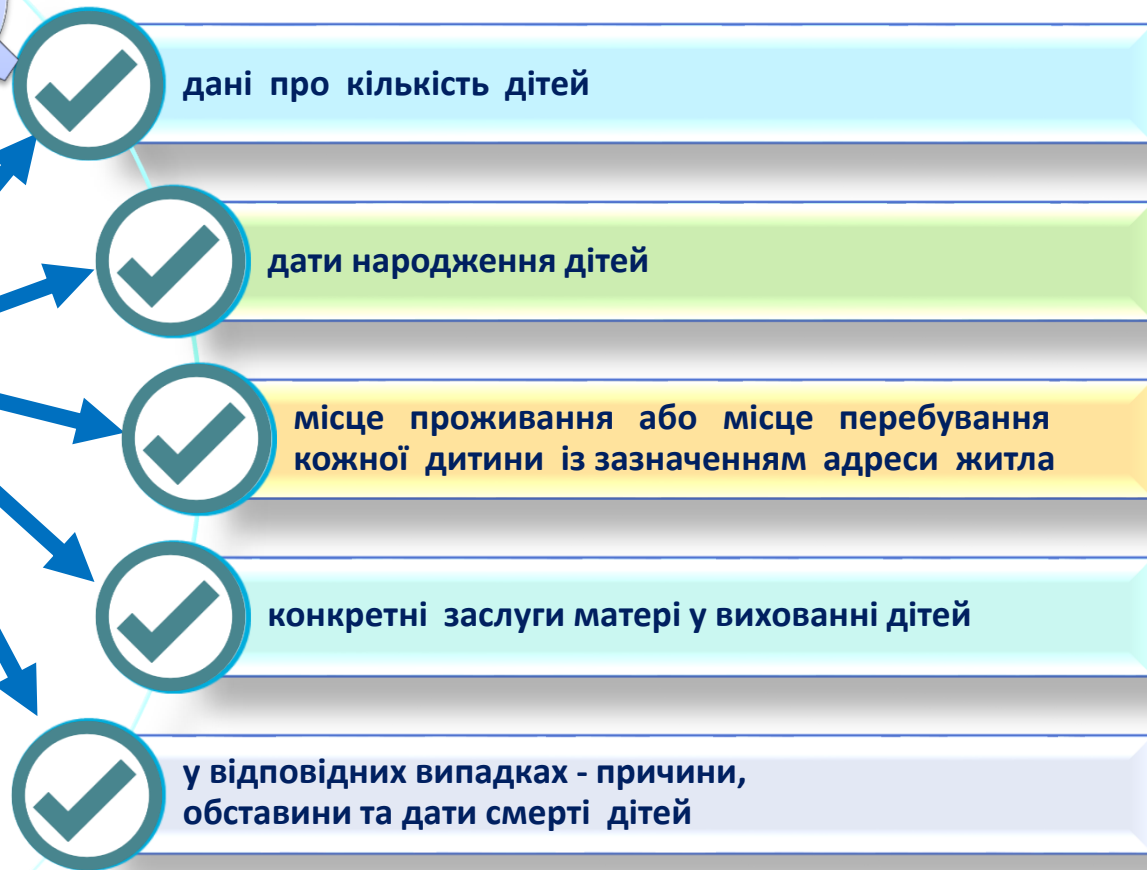 дані про кількість дітей
дати народження дітей
місце проживання або місце перебування
кожної дитини із зазначенням адреси житла
конкретні заслуги матері у вихованні дітей
у відповідних випадках - причини,
обставини та дати смерті дітей